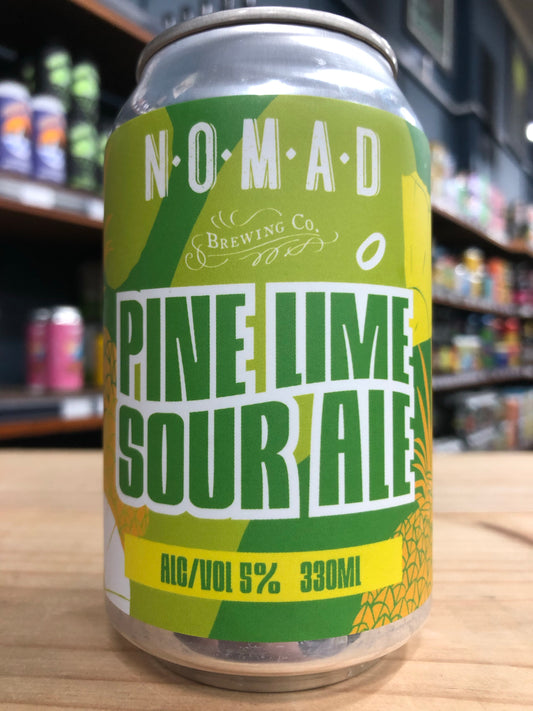 N·O·M·A·D
BREWING CO.
PINE LIME
SOUR ALE
ALC/VOL 5% 330ML